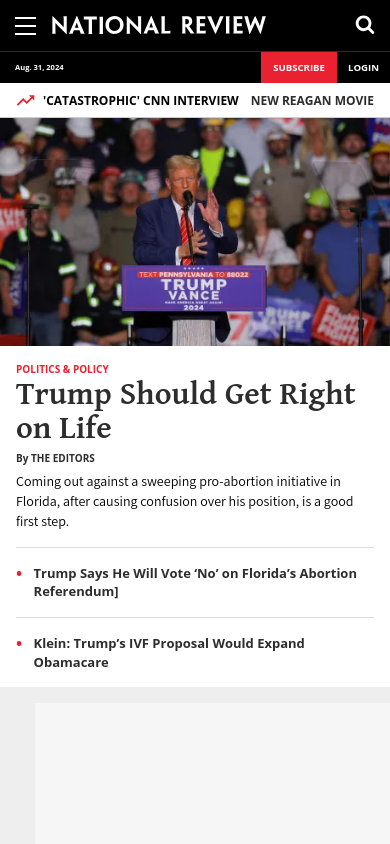 NATIONAL REVIEW
Aug. 31, 2024
SUBSCRIBE
LOGIN
'CATASTROPHIC' CNN INTERVIEW
NEW REAGAN MOVIE
TEXT PENNSYLVANIA TO 88022
TRUMP
VANCE
MAKE AMERICA GREAT AGAIN!
2024
POLITICS & POLICY
Trump Should Get Right
on Life
By THE EDITORS
Coming out against a sweeping pro-abortion initiative in
Florida, after causing confusion over his position, is a good
first step.
Trump Says He Will Vote ‘No’ on Florida’s Abortion
Referendum]
Klein: Trump’s IVF Proposal Would Expand
Obamacare